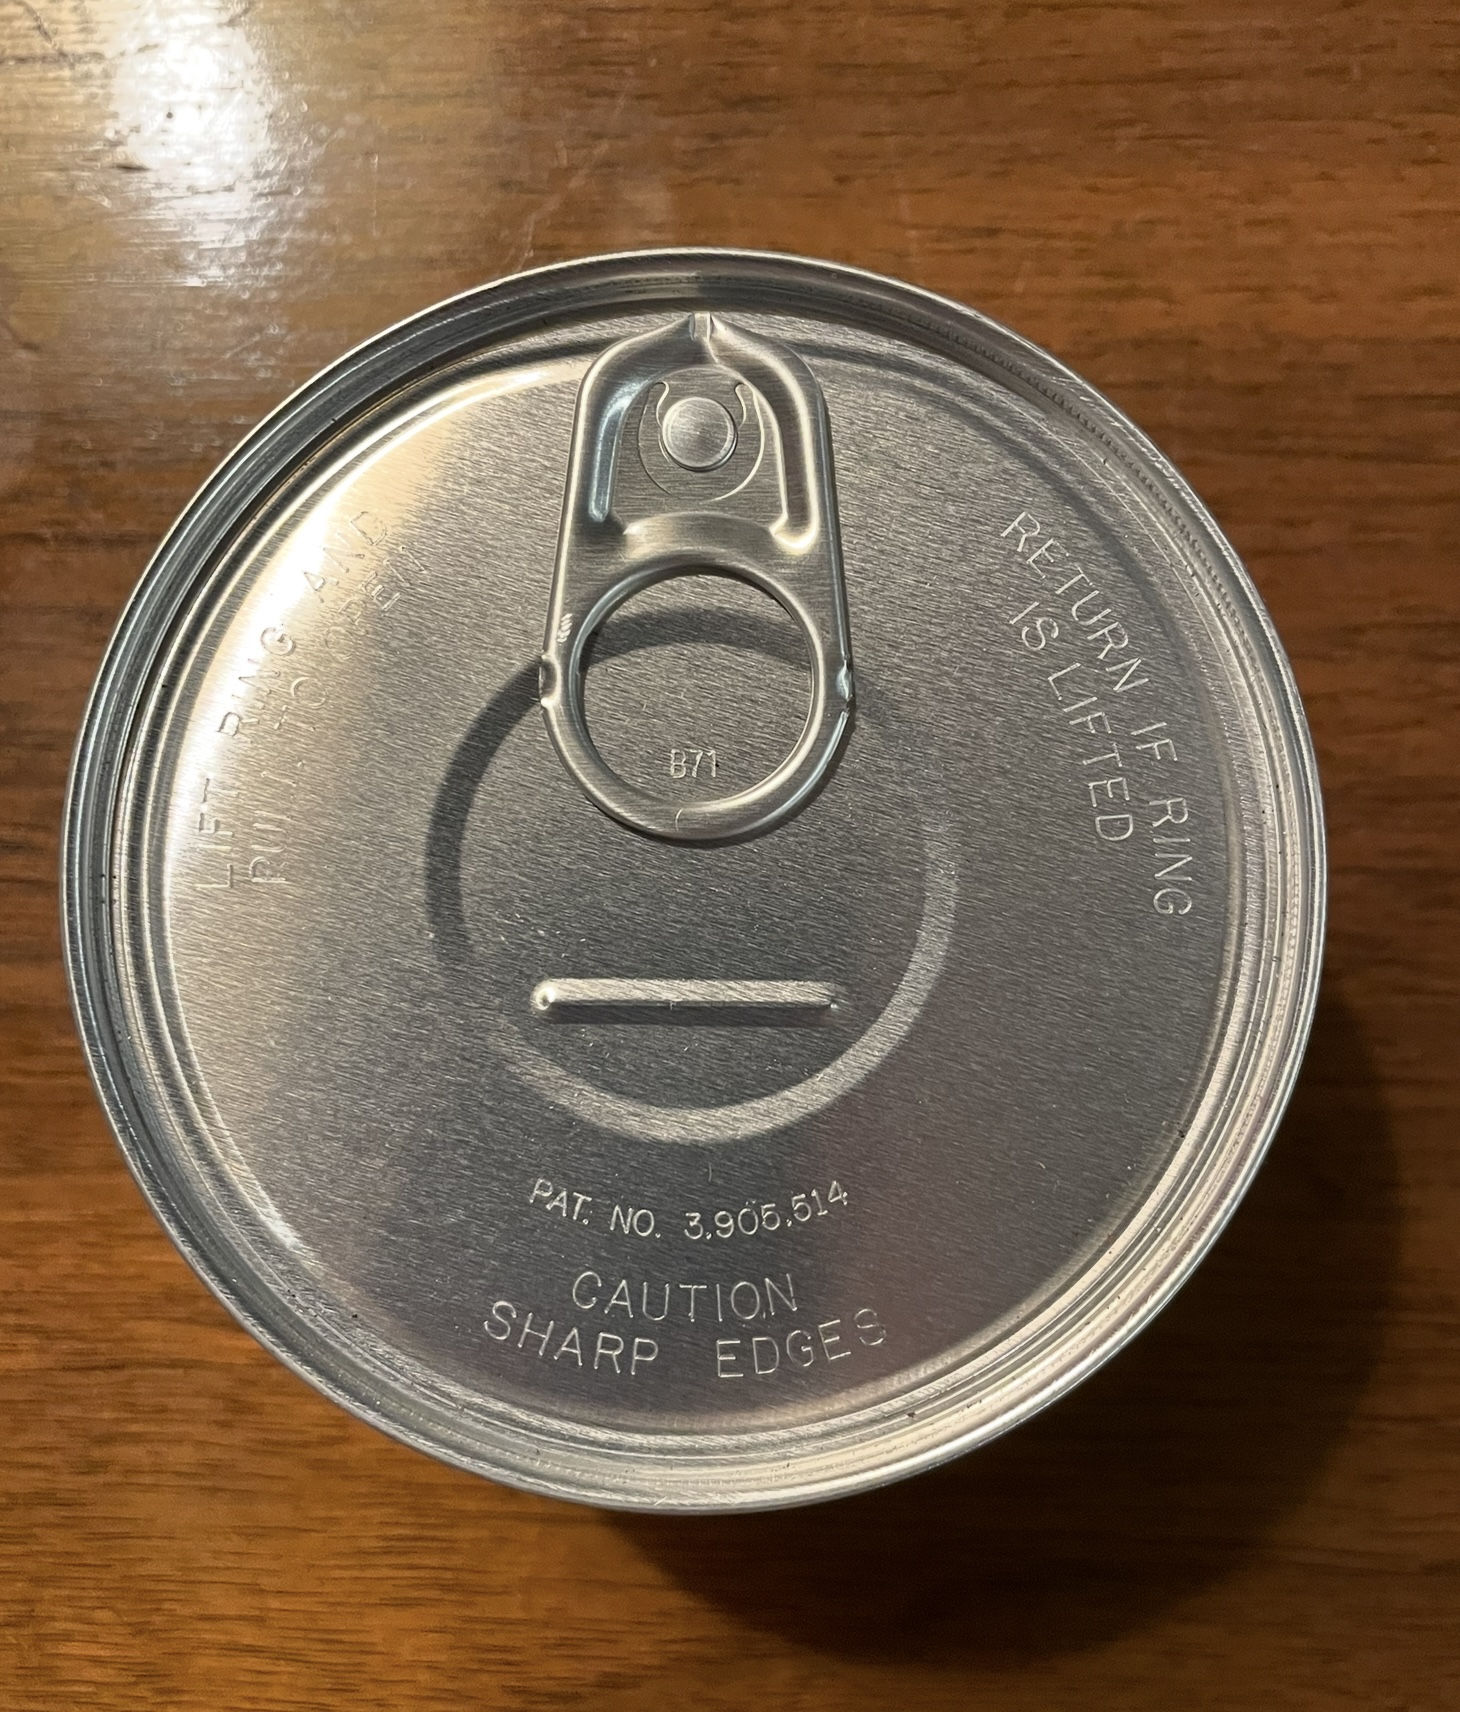 LIFT RING AND
PULL TO OPEN
RETURN IF RING
IS LIFTED
B71
PAT. NO. 3,905,514
CAUTION
SHARP EDGES